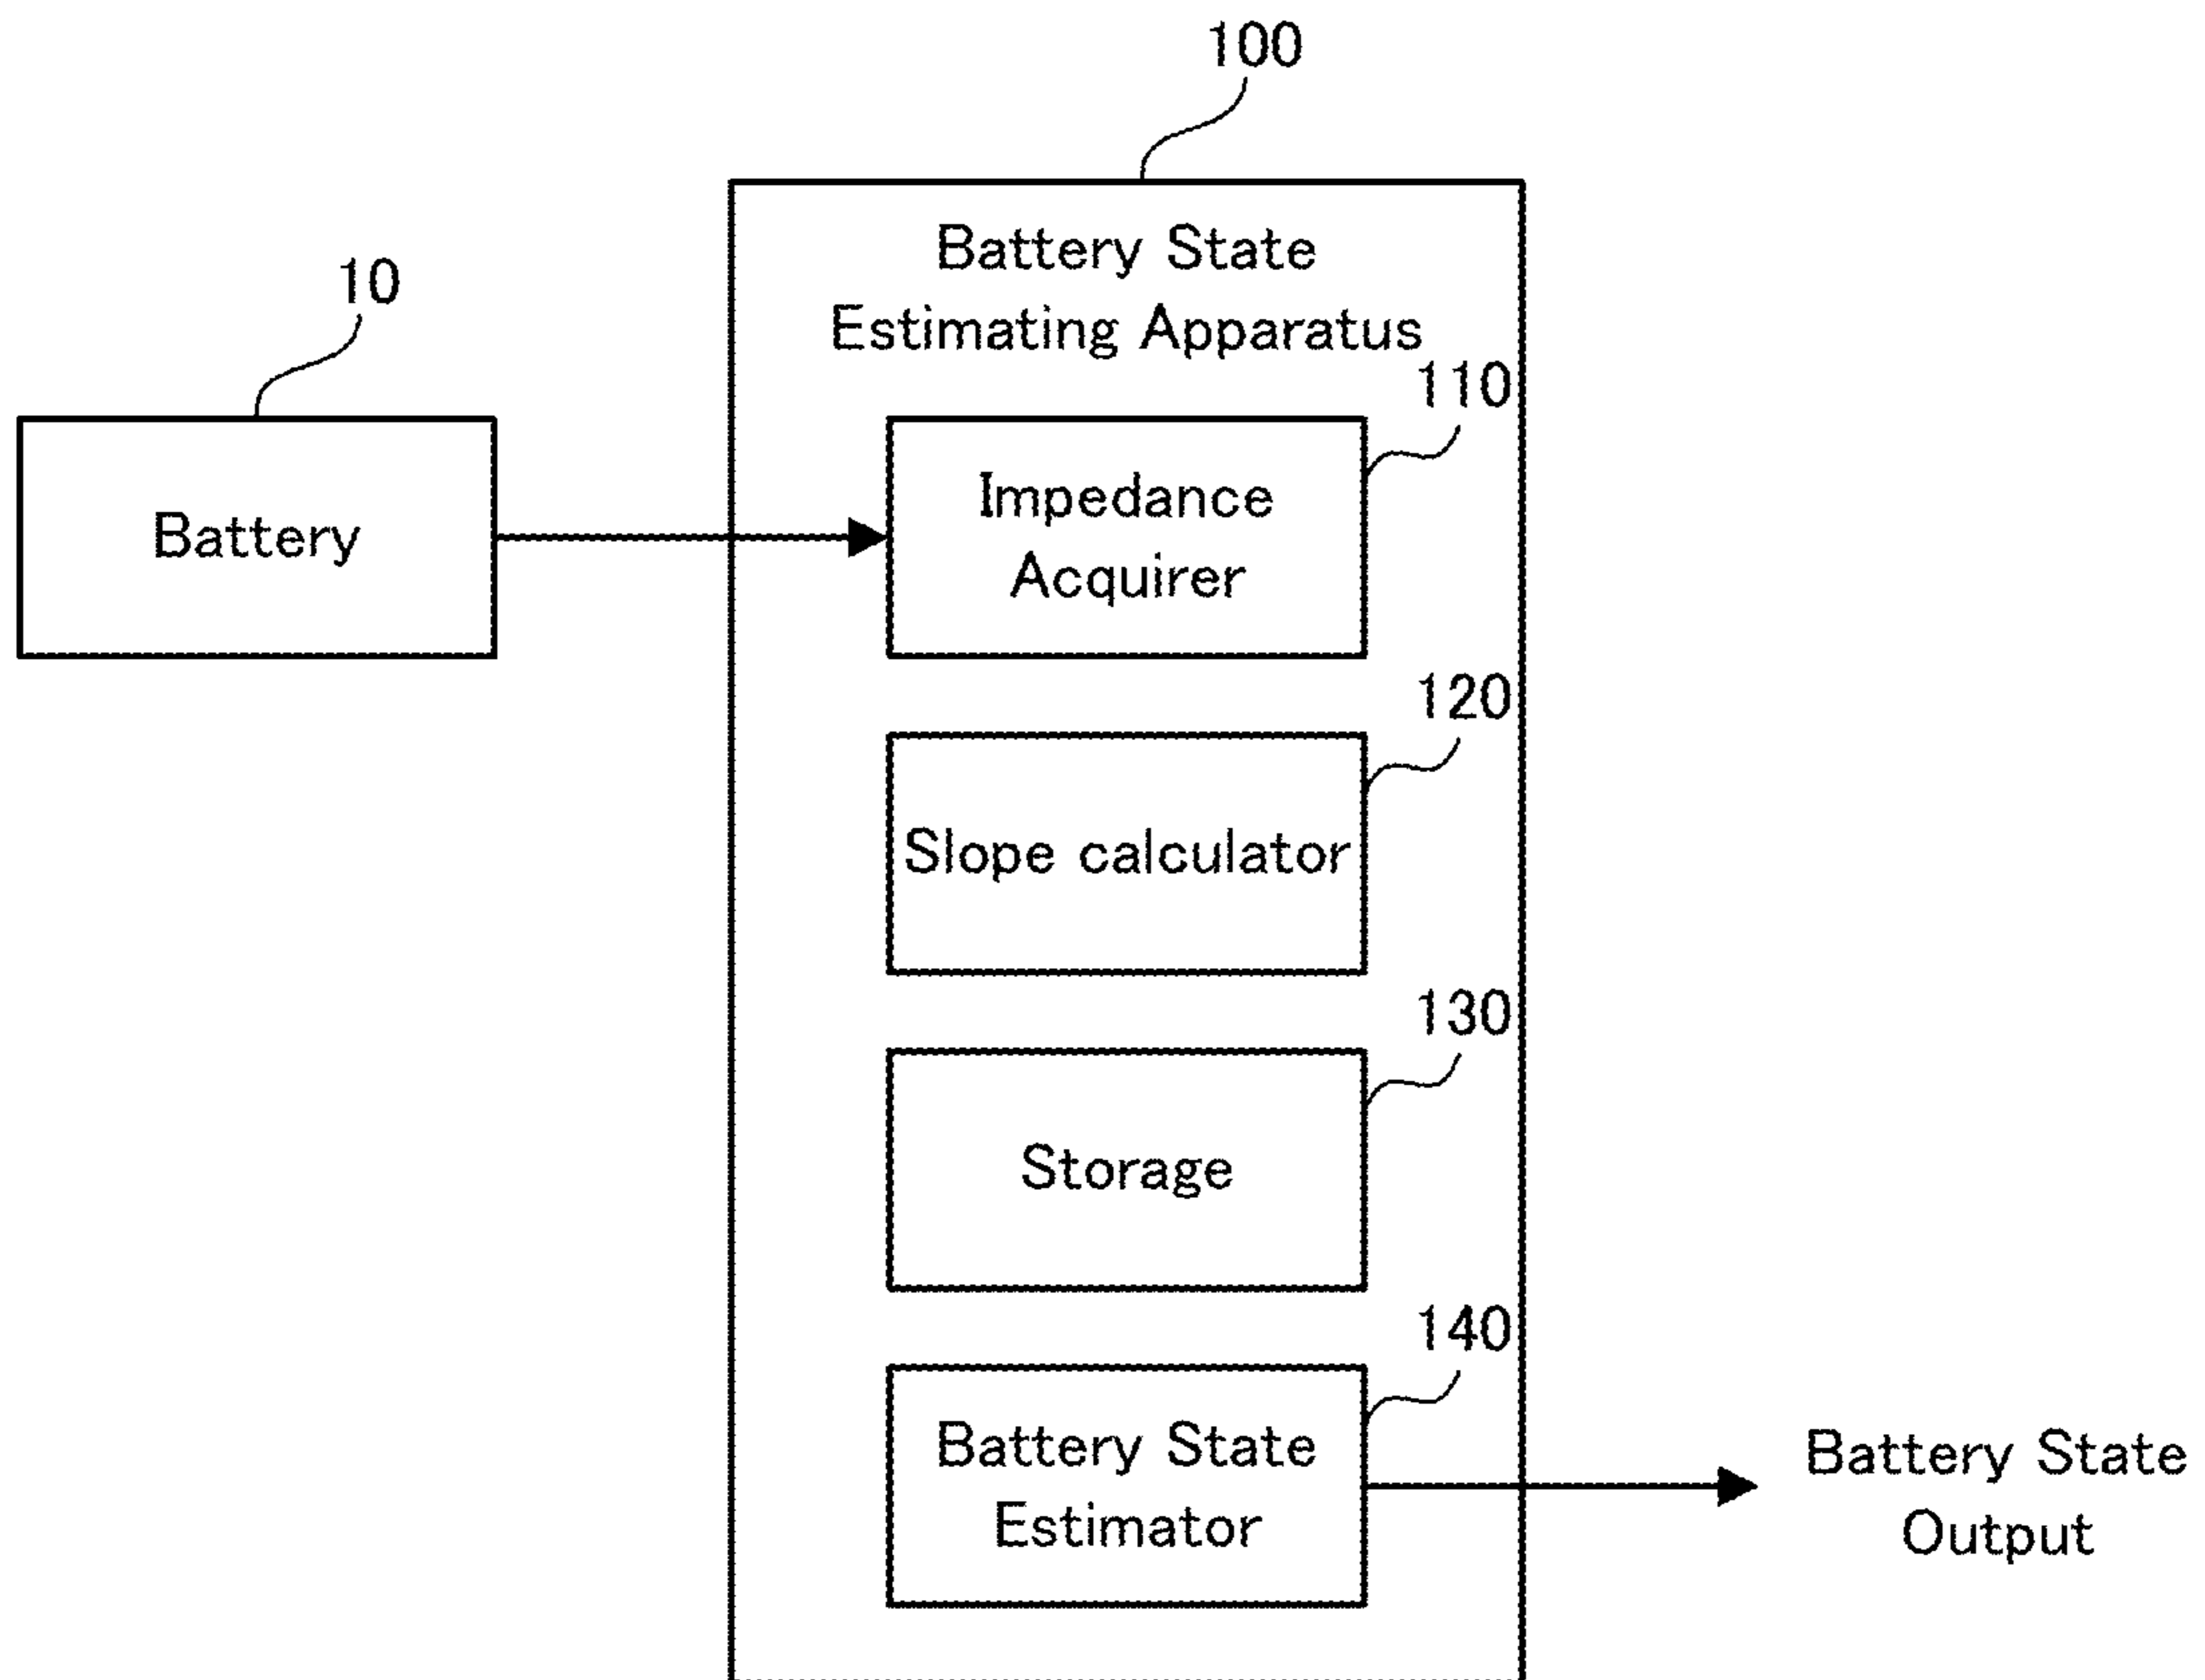 100
Battery State
Estimating Apparatus
10
110
Battery
Impedance
Acquirer
120
Slope calculator
130
Storage
140
Battery State
Estimator
Battery State
Output